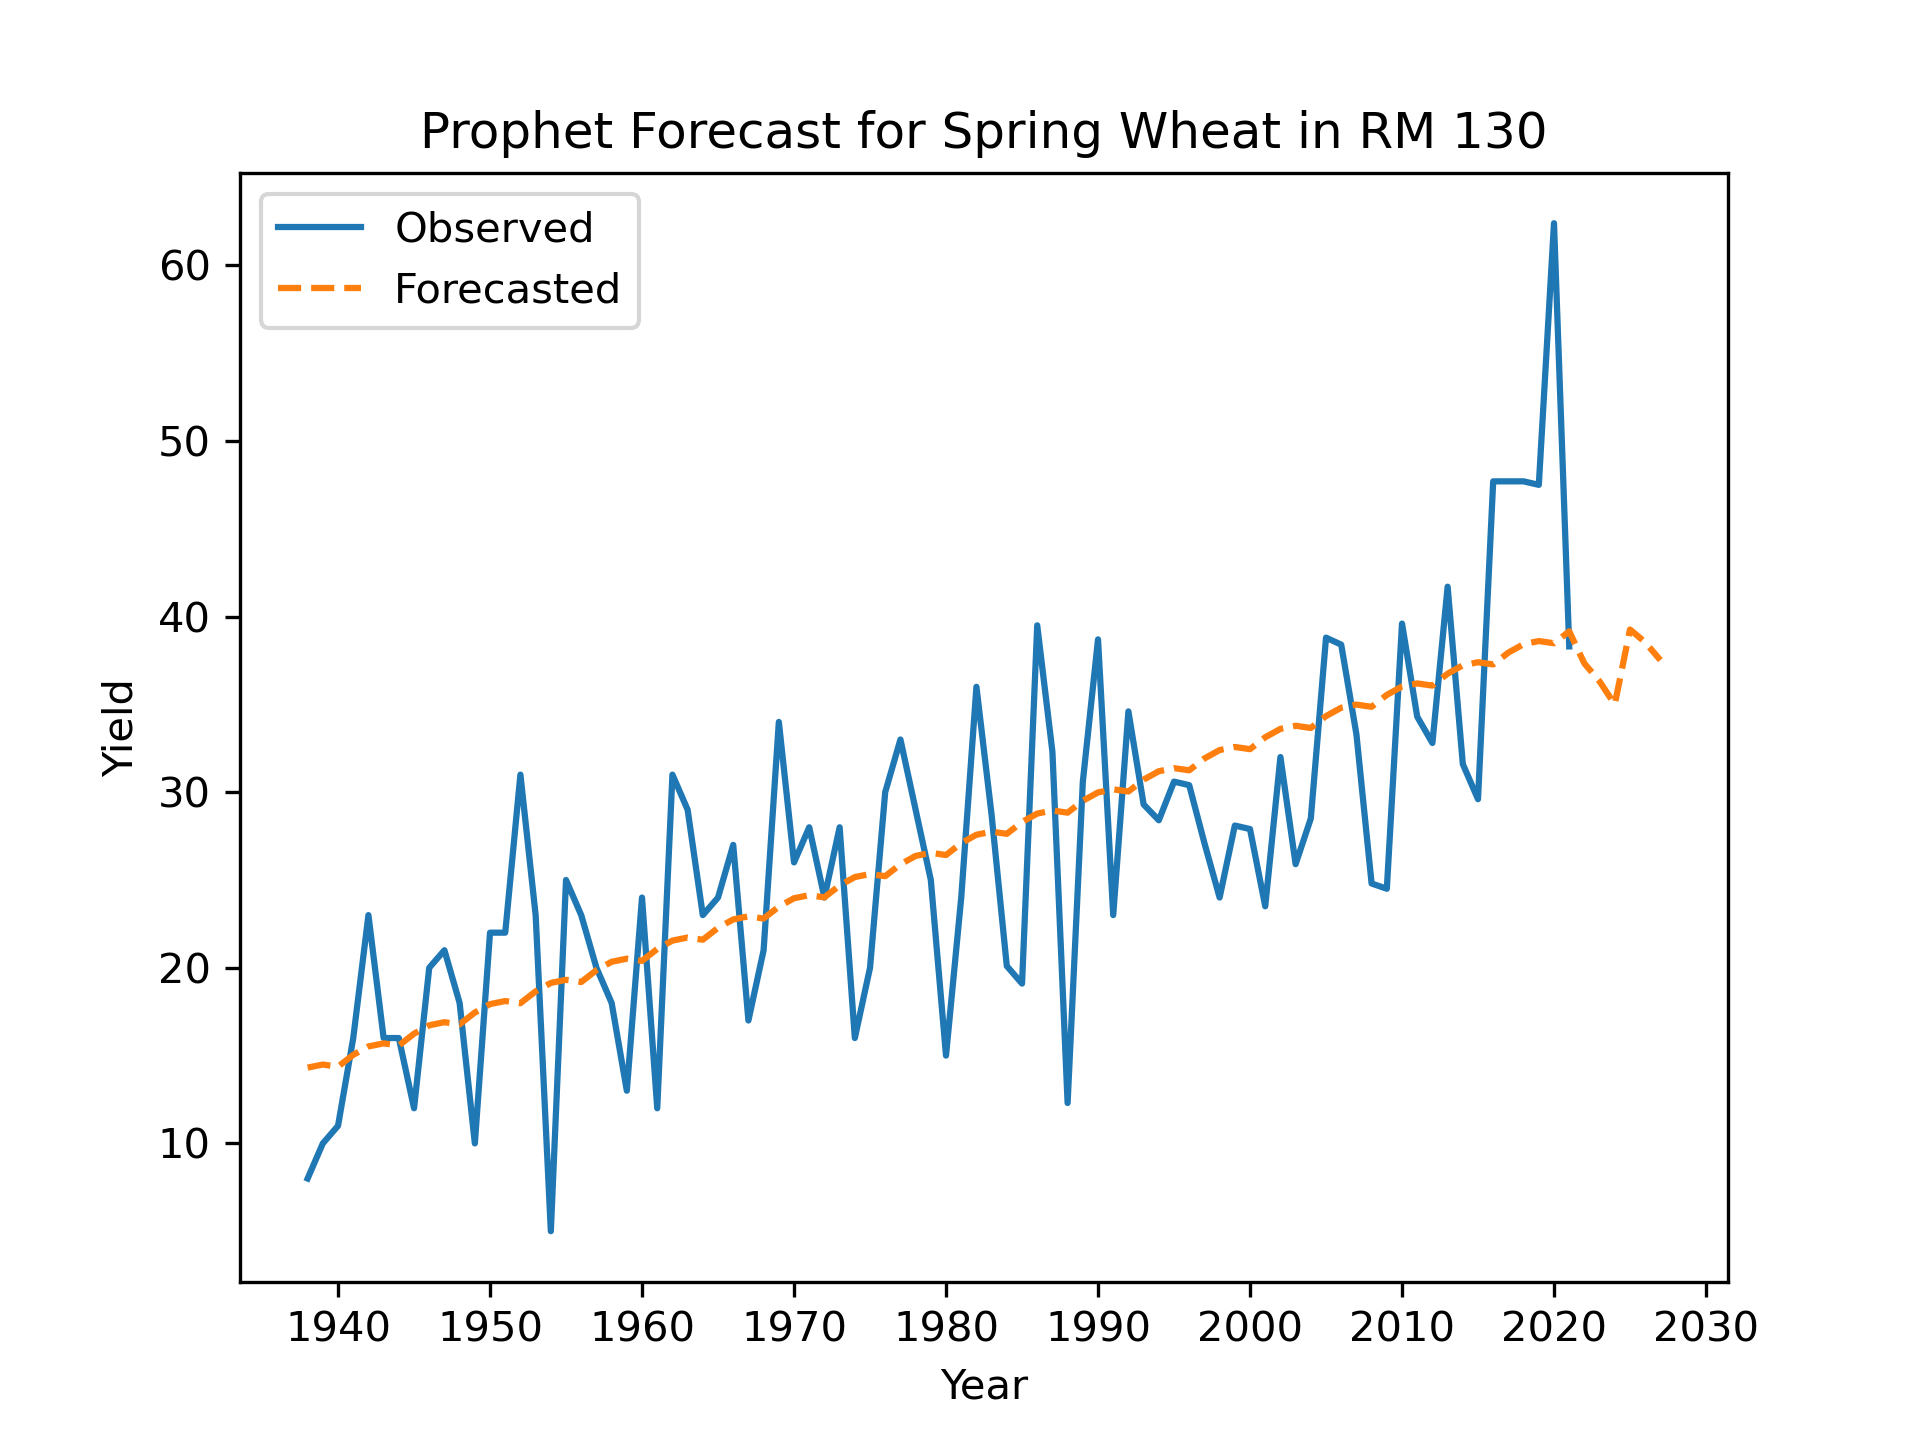 Prophet Forecast for Spring Wheat in RM 130
Observed
Forecasted
60
50
40
30
20
10
Yield
1940 1950 1960 1970 1980 1990 2000 2010 2020 2030
Year